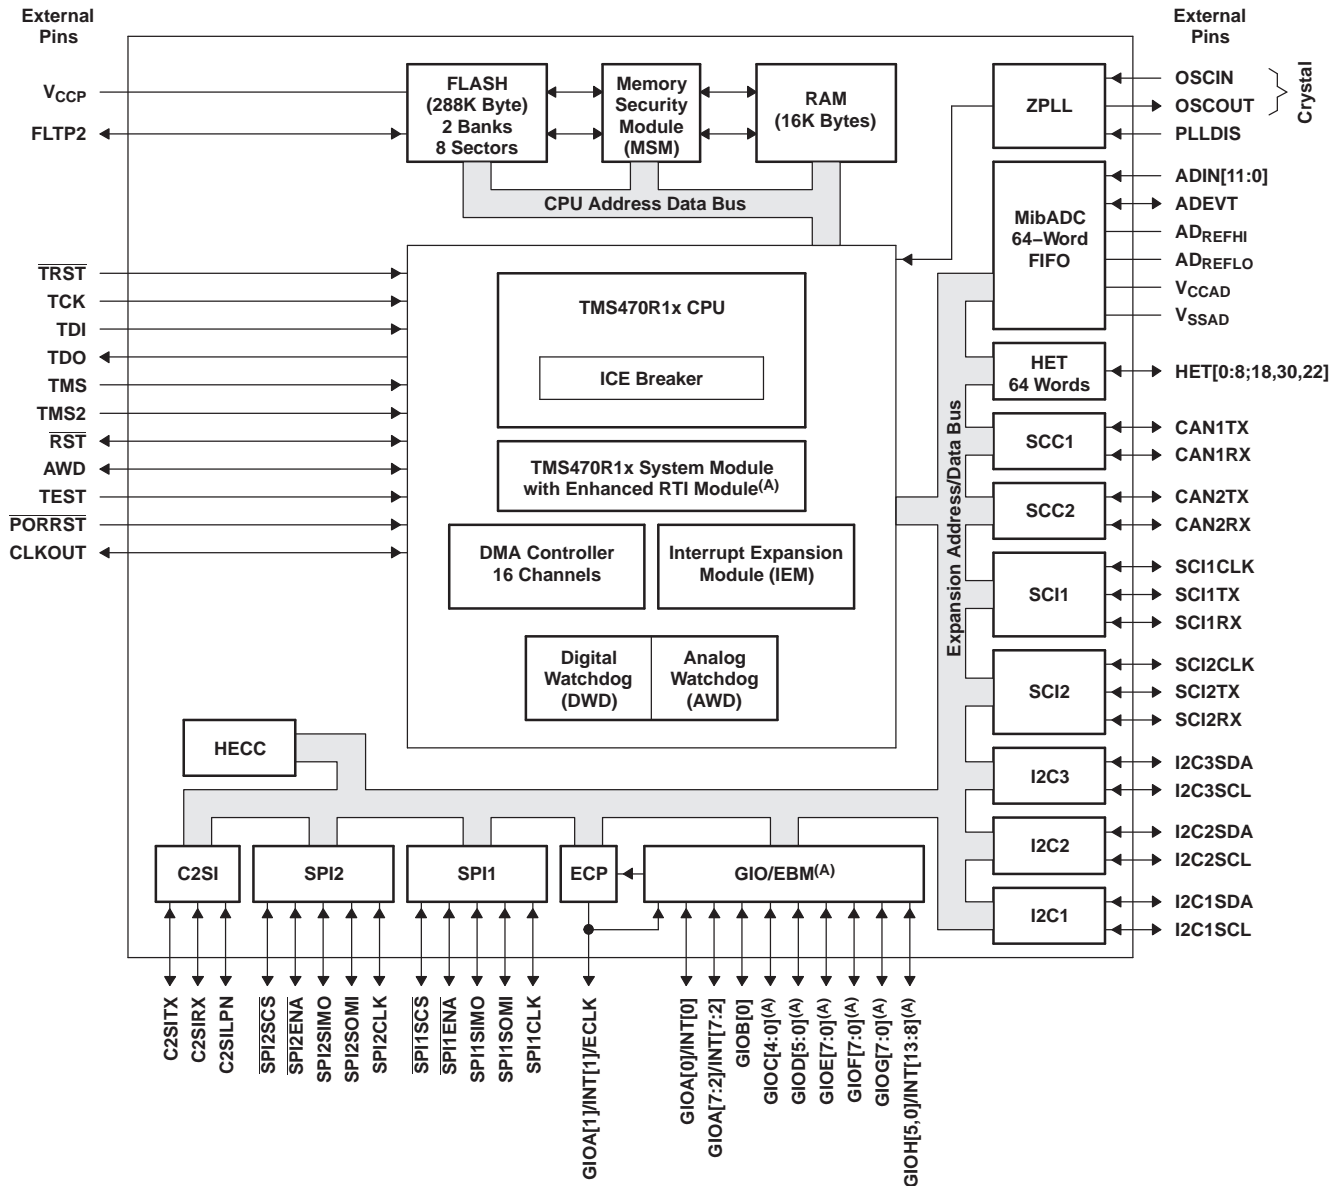 External
Pins
External
Pins
VCCP
FLTP2
FLASH
(288K Byte)
2 Banks
8 Sectors
Memory
Security
Module
(MSM)
RAM
(16K Bytes)
CPU Address Data Bus
ZPLL
OSCIN
OSCOUT
PLLDIS
Crystal
MibADC
64–Word
FIFO
ADIN[11:0]
ADEVT
ADREFHI
ADREFLO
VCCAD
VSSAD
TRST
TCK
TDI
TDO
TMS
TMS2
RST
AWD
TEST
PORRST
CLKOUT
TMS470R1x CPU
ICE Breaker
TMS470R1x System Module
with Enhanced RTI Module(A)
DMA Controller
16 Channels
Interrupt Expansion
Module (IEM)
Digital
Watchdog
(DWD)
Analog
Watchdog
(AWD)
Expansion Address/Data Bus
HET
64 Words
HET[0:8;18,30,22]
SCC1
CAN1TX
CAN1RX
SCC2
CAN2TX
CAN2RX
SCI1
SCI1CLK
SCI1TX
SCI1RX
SCI2
SCI2CLK
SCI2TX
SCI2RX
I2C3
I2C3SDA
I2C3SCL
I2C2
I2C2SDA
I2C2SCL
I2C1
I2C1SDA
I2C1SCL
HECC
C2SI
SPI2
SPI1
ECP
GIO/EBM(A)
C2SITX
C2SIRX
C2SILPN
SPI2SCS
SPI2ENA
SPI2SIMO
SPI2SOMI
SPI2CLK
SPI1SCS
SPI1ENA
SPI1SIMO
SPI1SOMI
SPI1CLK
GIOA[1]/INT[1]/ECLK
GIOA[0]/INT[0]
GIOA[7:2]/INT[7:2]
GIOB[0]
GIOC[4:0](A)
GIOD[5:0](A)
GIOE[7:0](A)
GIOF[7:0](A)
GIOG[7:0](A)
GIOH[5,0]/INT[13:8](A)